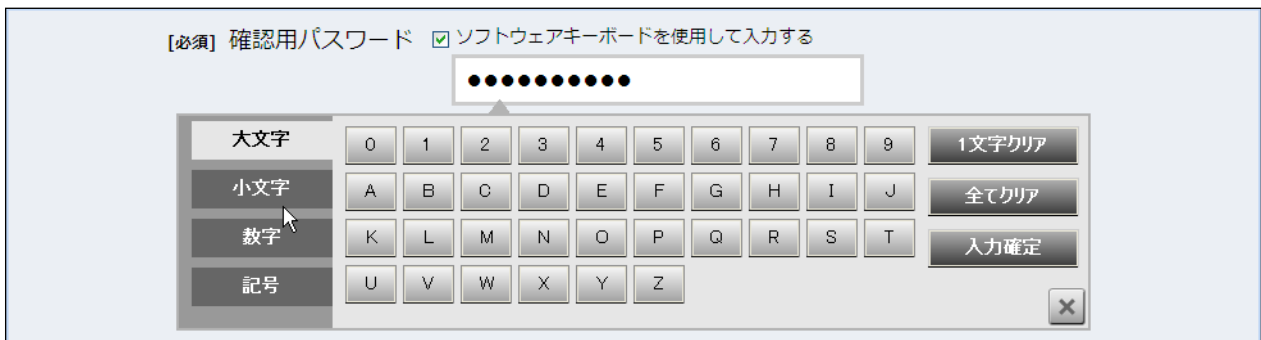 [必須] 確認用パスワード ソフトウェアキーボードを使用して入力する
●●●●●●●●●●
大文字 0 1 2 3 4 5 6 7 8 9 1文字クリア
小文字 A B C D E F G H I J 全てクリア
数字 K L M N O P Q R S T 入力確定
記号 U V W X Y Z
×